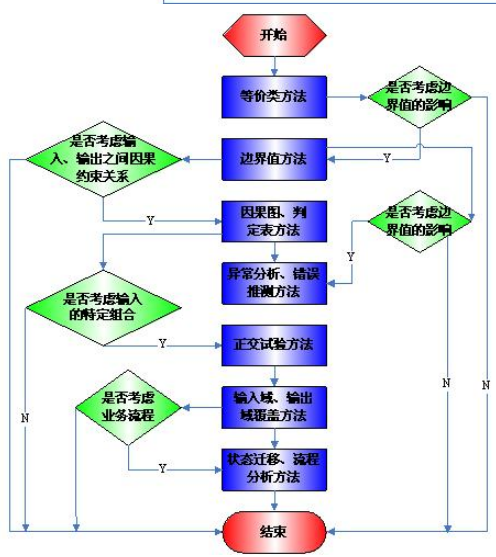 开始
等价类方法
是否考虑边
界值的影响
Y
是否考虑输
入、输出之间因果
约束关系
边界值方法
Y
因果图、判
定表方法
是否考虑边
界值的影响
Y
异常分析、错误
推测方法
是否考虑输入
的特定组合
Y
正交试验方法
N
N
N
是否考虑
业务流程
输入域、输出
域覆盖方法
Y
状态迁移、流程
分析方法
结束